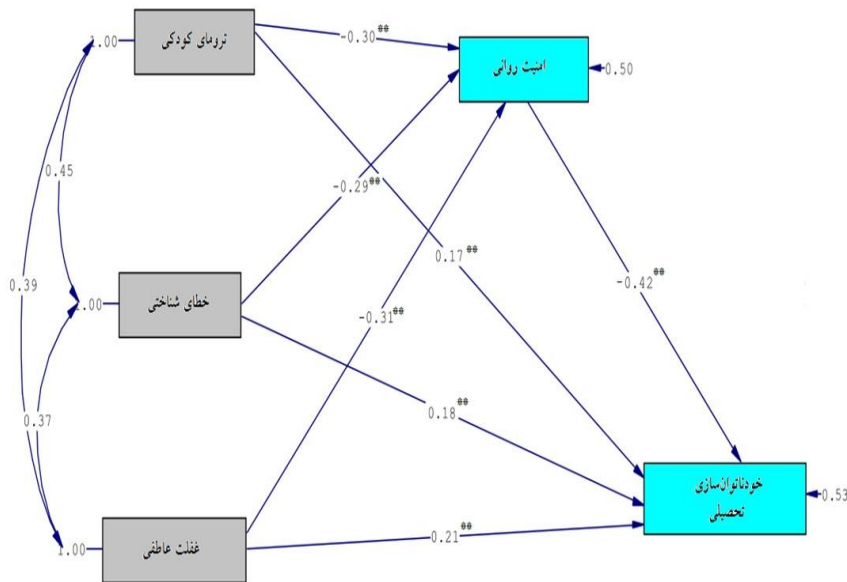 ترومای کودکی
1.00
-0.30**
امنیت روانی
0.50
0.45
-0.29**
0.17**
0.39
خطای شناختی
1.00
-0.31**
-0.42**
0.37
0.18**
خودناتوان‌سازی
تحصیلی
0.53
غفلت عاطفی
1.00
0.21**